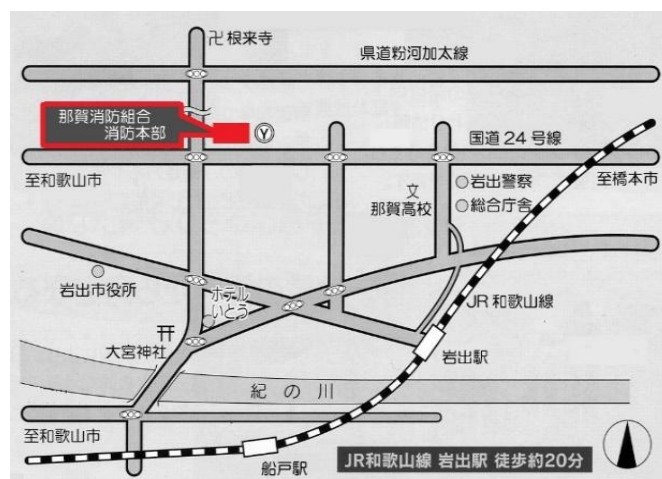 卍根来寺
県道粉河加太線
那賀消防組合
消防本部
Y
国道24号線
至和歌山市
至橋本市
文
那賀高校
岩出警察
総合庁舎
岩出市役所
ホテル
いとう
JR和歌山線
大宮神社
岩出駅
紀の川
至和歌山市
船戸駅
JR和歌山線 岩出駅 徒歩約20分